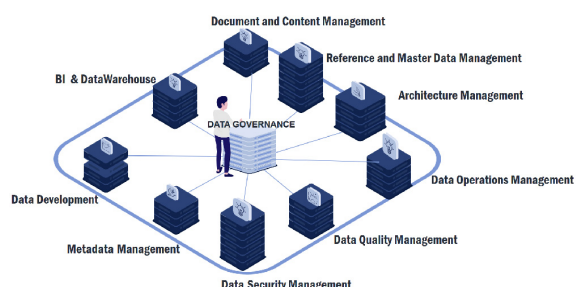 Document and Content Management
Reference and Master Data Management
BI & DataWarehouse
Architecture Management
DATA GOVERNANCE
Data Operations Management
Data Development
Data Quality Management
Metadata Management
Data Security Management